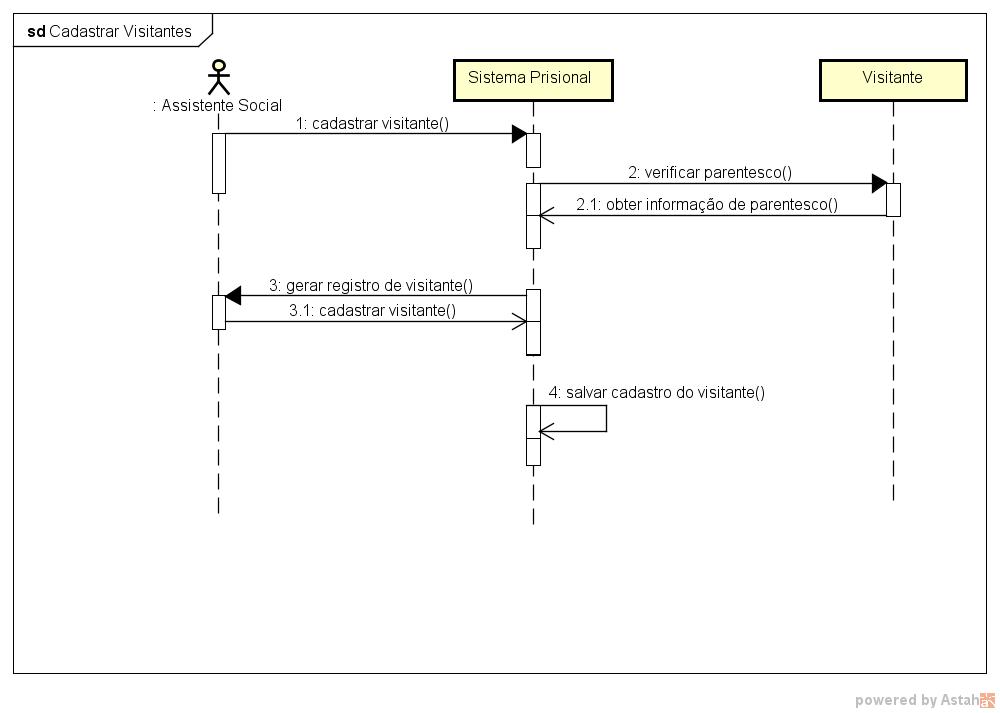 sd Cadastrar Visitantes
: Assistente Social
Sistema Prisional
Visitante
1: cadastrar visitante()
2: verificar parentesco()
2.1: obter informação de parentesco()
3: gerar registro de visitante()
3.1: cadastrar visitante()
4: salvar cadastro do visitante()
powered by Astah